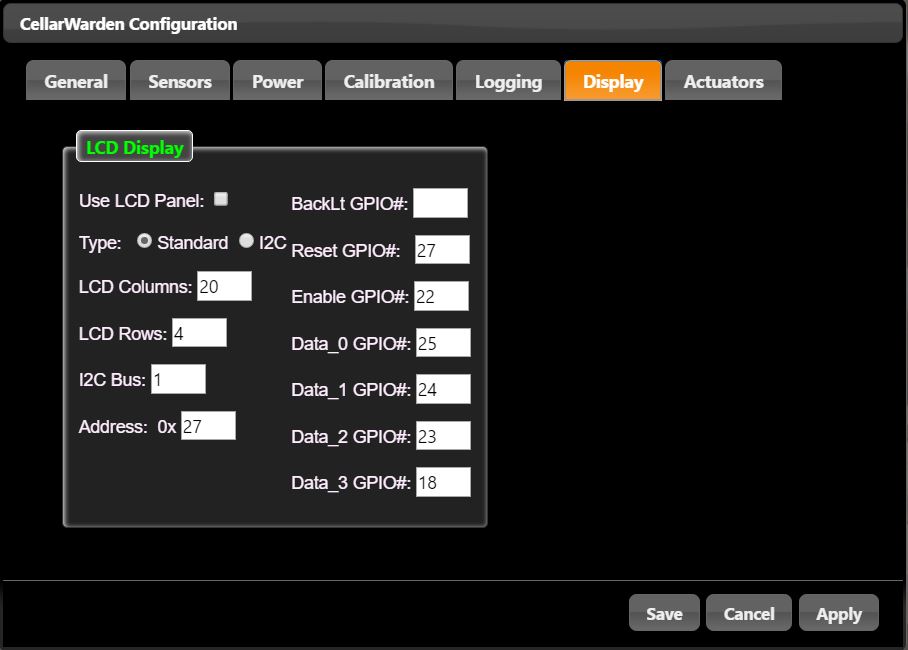 CellarWarden Configuration
General Sensors Power Calibration Logging Display Actuators
LCD Display
Use LCD Panel:
Type: Standard I2C
LCD Columns: 20
LCD Rows: 4
I2C Bus: 1
Address: 0x 27
BackLt GPIO#:
Reset GPIO#: 27
Enable GPIO#: 22
Data_0 GPIO#: 25
Data_1 GPIO#: 24
Data_2 GPIO#: 23
Data_3 GPIO#: 18
Save Cancel Apply